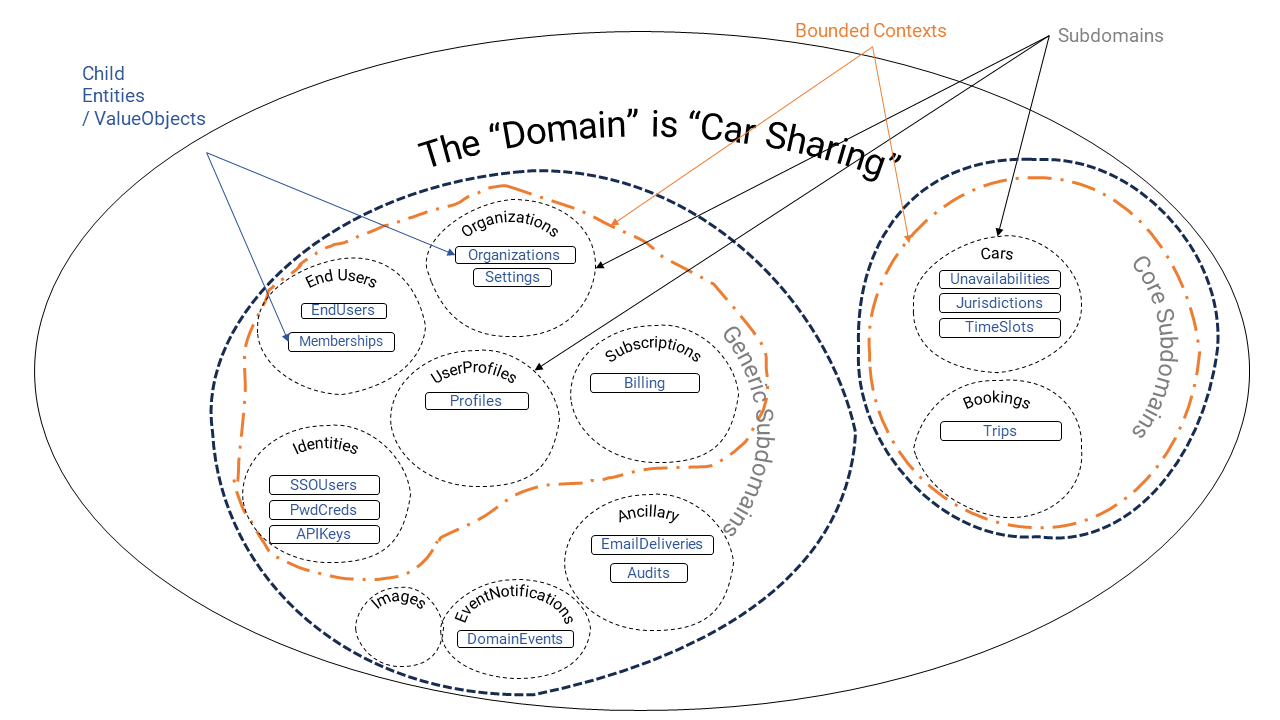 Bounded Contexts
Subdomains
Child
Entities
/ ValueObjects
The “Domain” is “Car Sharing”
Organizations
Organizations
Settings
End Users
EndUsers
Memberships
UserProfiles
Profiles
Subscriptions
Billing
Generic Subdomains
Identities
SSOUsers
PwdCreds
APIKeys
Ancillary
EmailDeliveries
Audits
Images
EventNotifications
DomainEvents
Cars
Unavailabilities
Jurisdictions
TimeSlots
Core Subdomains
Bookings
Trips